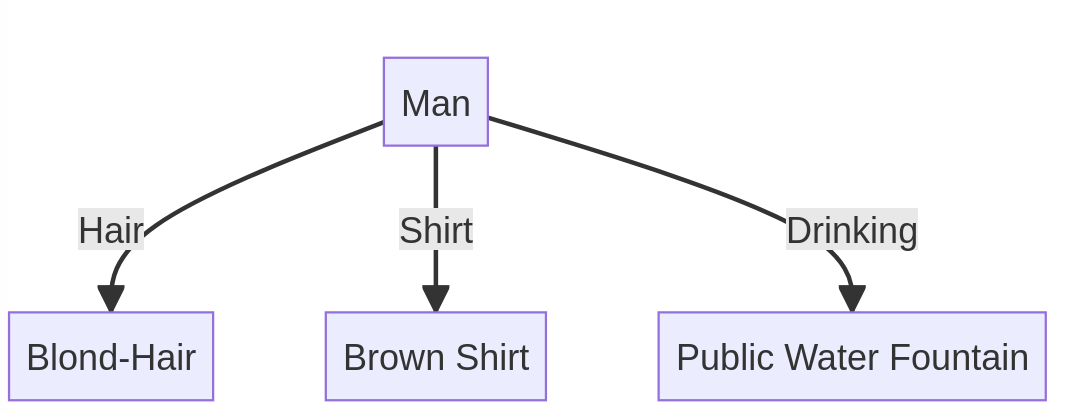 Man
Hair
Shirt
Drinking
Blond-Hair
Brown Shirt
Public Water Fountain